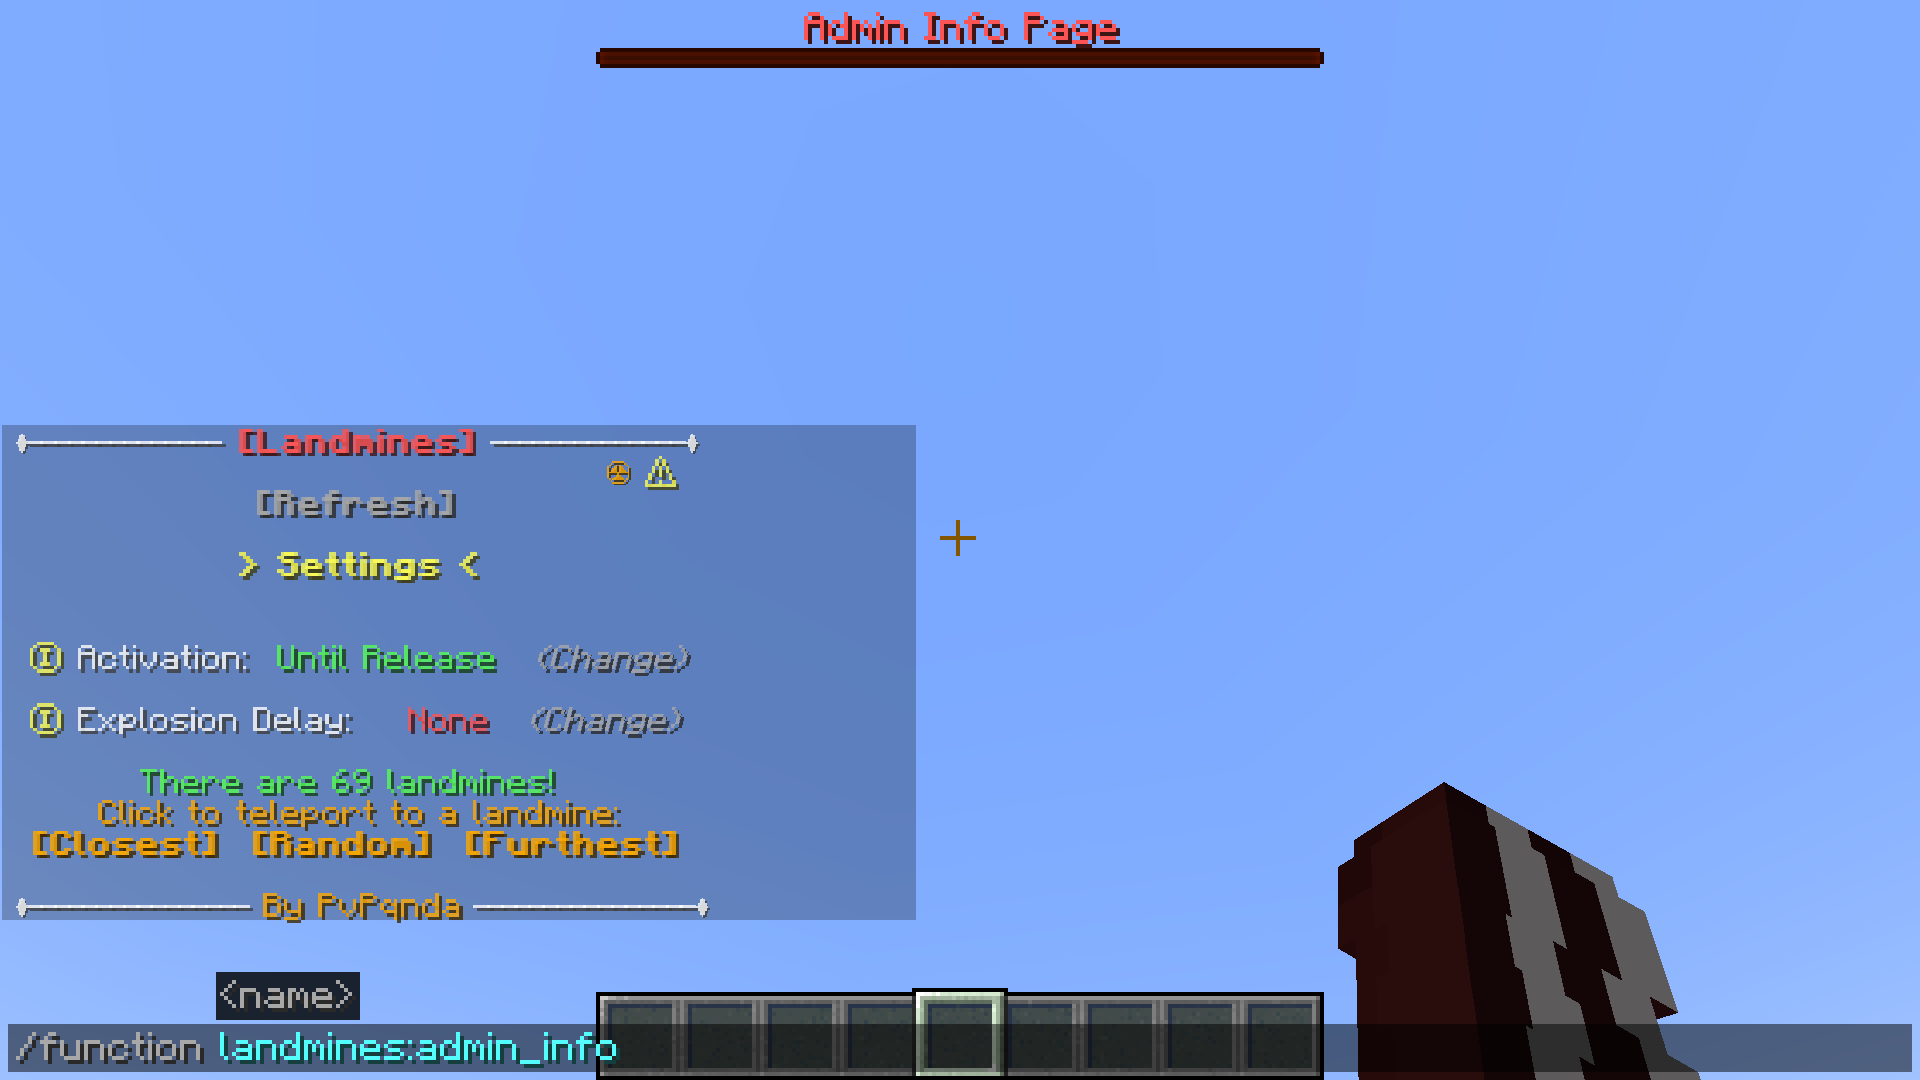 Admin Info Page
[Landmines]
[Refresh]
> Settings <
Activation: Until Release (Change)
Explosion Delay: None (Change)
There are 69 landmines!
Click to teleport to a landmine:
[Closest] [Random] [Furthest]
By PvPqnda
<name>
/function landmines:admin_info